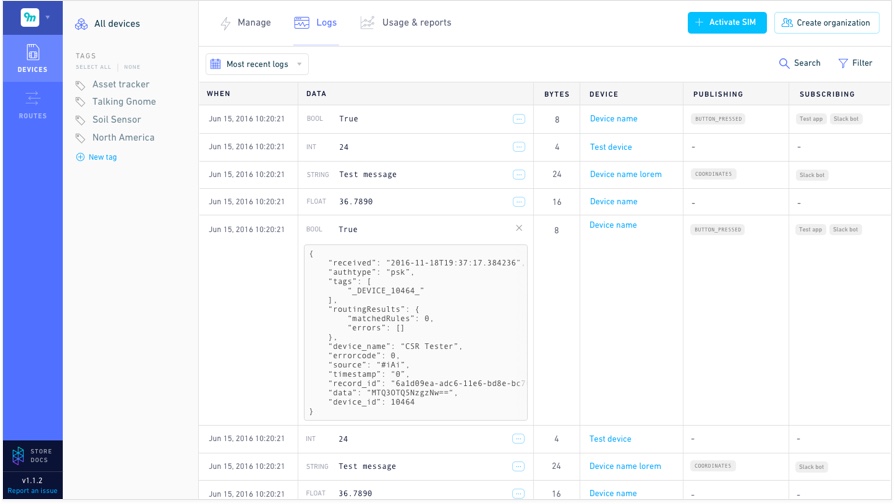 DEVICES
ROUTES
STORE
DOCS
v1.1.2
Report an issue
All devices
TAGS
SELECT ALL | NONE
Asset tracker
Talking Gnome
Soil Sensor
North America
New tag
Manage
Logs
Usage & reports
+ Activate SIM
Create organization
Most recent logs
Search
Filter
WHEN DATA BYTES DEVICE PUBLISHING SUBSCRIBING
Jun 15, 2016 10:20:21 BOOL True 8 Device name BUTTON_PRESSED Test app Slack bot
Jun 15, 2016 10:20:21 INT 24 4 Test device - -
Jun 15, 2016 10:20:21 STRING Test message 24 Device name lorem COORDINATES Slack bot
Jun 15, 2016 10:20:21 FLOAT 36.7890 16 Device name - -
Jun 15, 2016 10:20:21 BOOL True 8 Device name BUTTON_PRESSED Test app Slack bot
{
"received": "2016-11-18T19:37:17.384236".
"authtype": "psk",
"tags": [
"_DEVICE_10464_"
],
"routingResults": {
"matchedRules": 0,
"errors": []
},
"device_name": "CSR Tester",
"errorcode": 0,
"source": "#iAi",
"timestamp": "0",
"record_id": "6a1d09ea-adc6-11e6-bd8e-bc7
"data": "MTQ3OTQ5NzgzNw==",
"device_id": 10464
}
Jun 15, 2016 10:20:21 INT 24 4 Test device - -
Jun 15, 2016 10:20:21 STRING Test message 24 Device name lorem COORDINATES Slack bot
Jun 15, 2016 10:20:21 FLOAT 36.7890 16 Device name - -